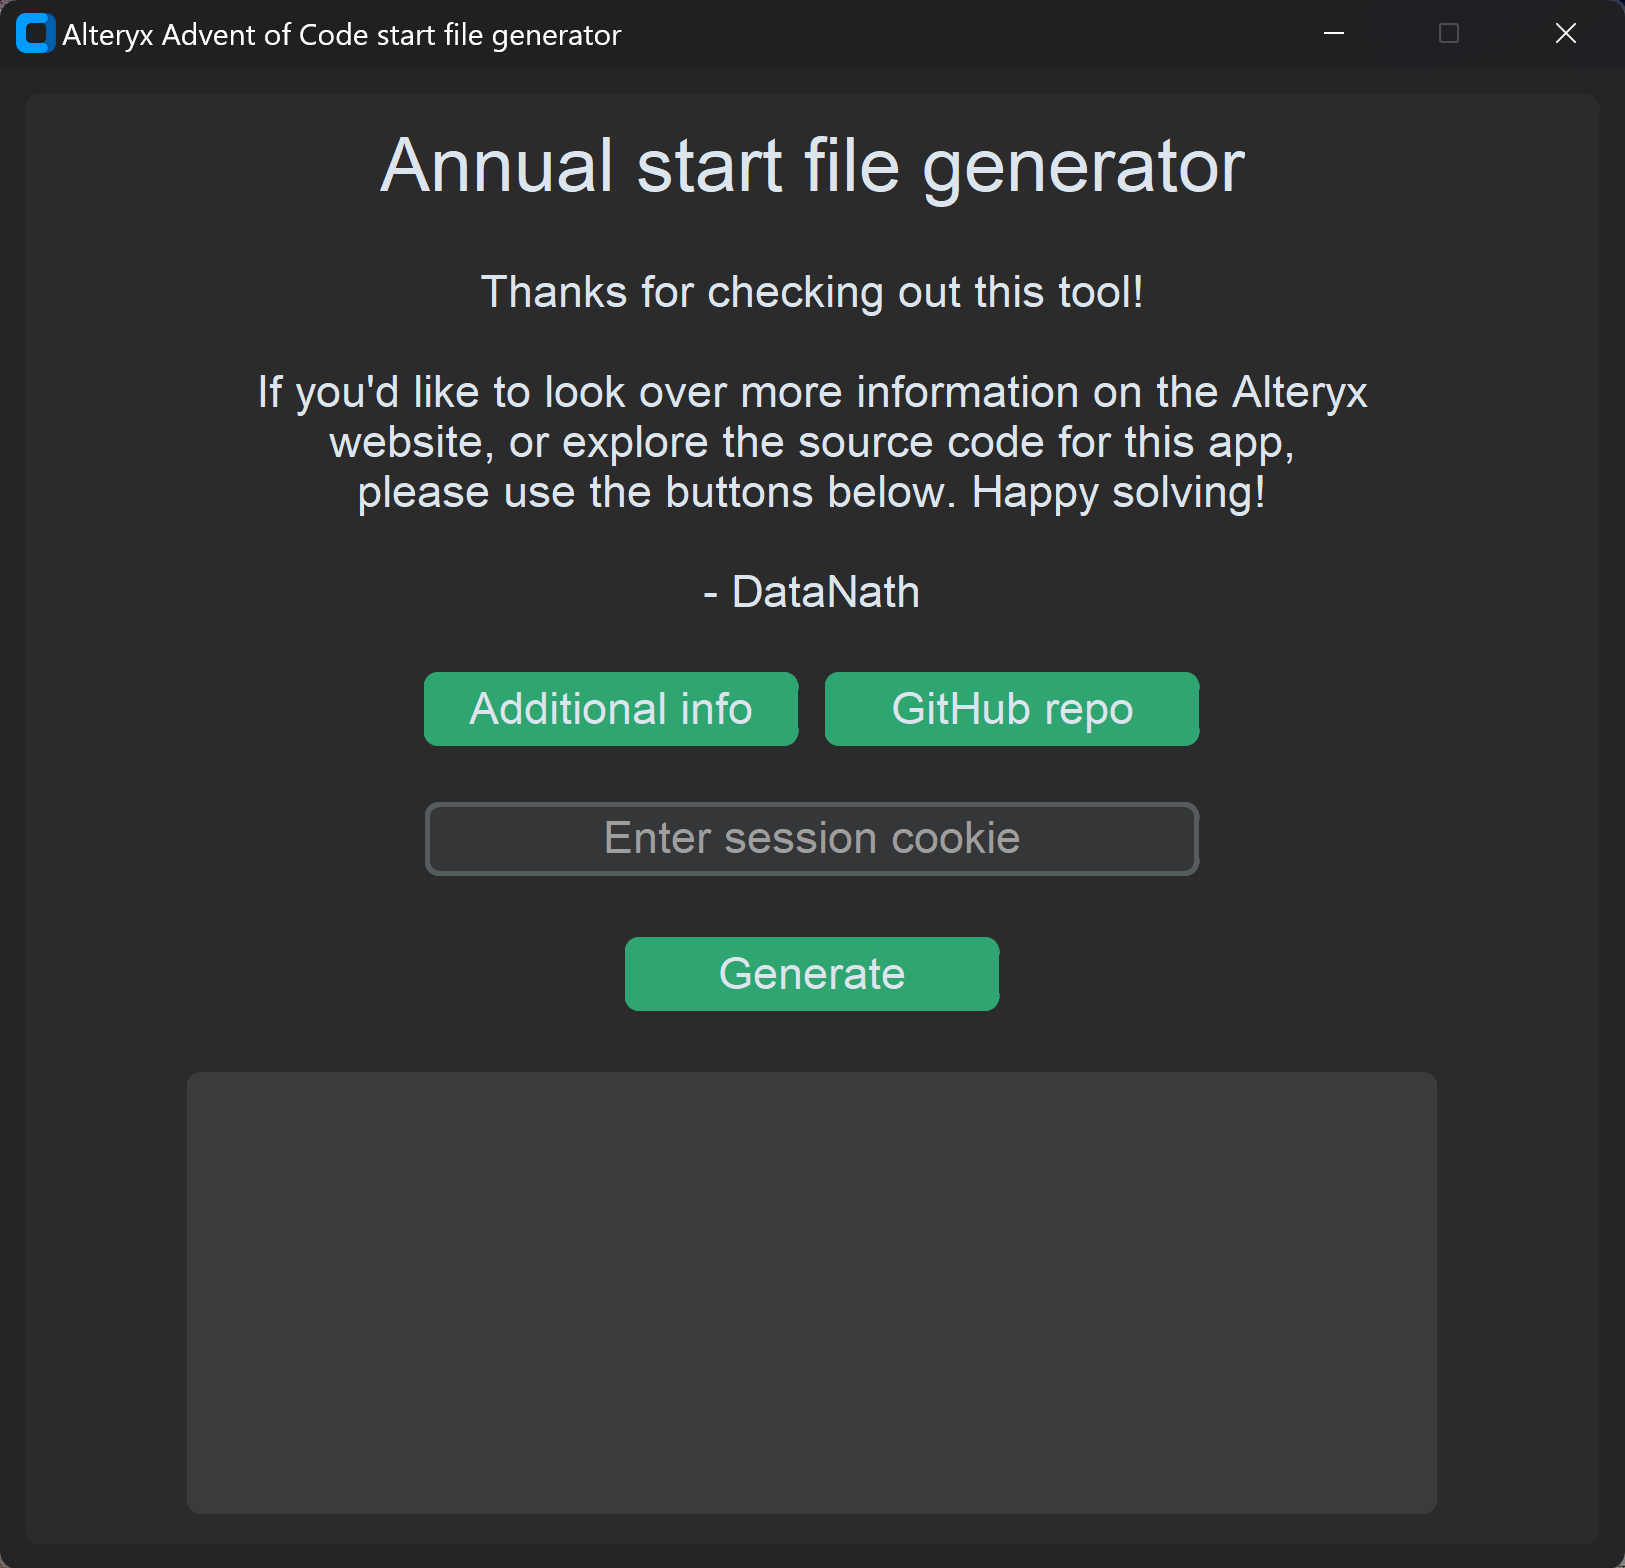 Alteryx Advent of Code start file generator
Annual start file generator
Thanks for checking out this tool!
If you'd like to look over more information on the Alteryx
website, or explore the source code for this app,
please use the buttons below. Happy solving!
- DataNath
Additional info
GitHub repo
Enter session cookie
Generate